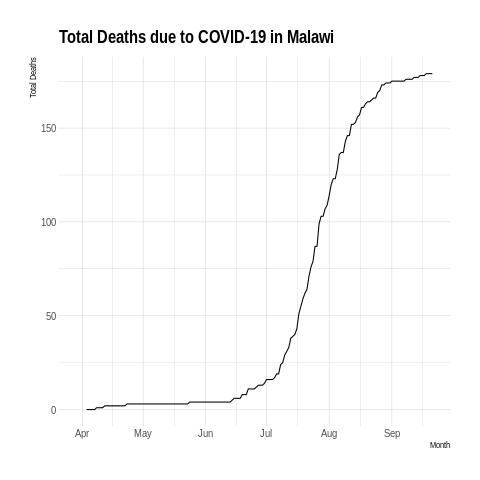 Total Deaths due to COVID-19 in Malawi
Total Deaths
150
100
50
0
Apr May Jun Jul Aug Sep
Month